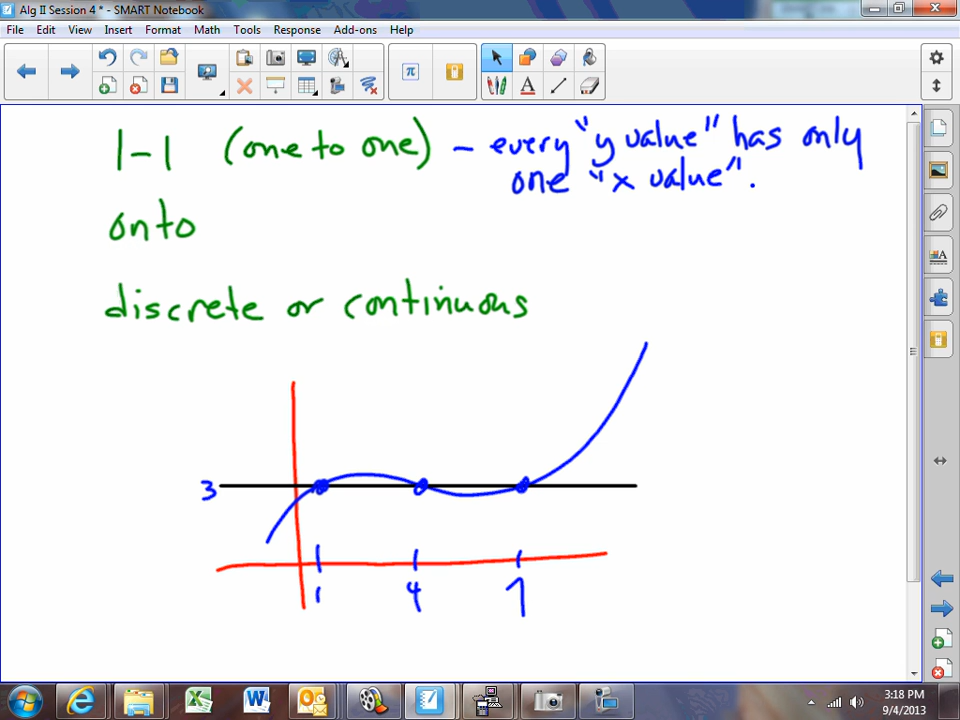 Alg II Session 4 * - SMART Notebook
File Edit View Insert Format Math Tools Response Add-ons Help
1-1 (one to one) - every "y value" has only
one "x value".
onto
discrete or continuous
3
1 4 7
3:18 PM
9/4/2013